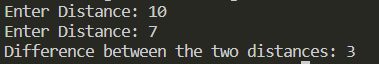 Enter Distance: 10
Enter Distance: 7
Difference between the two distances: 3